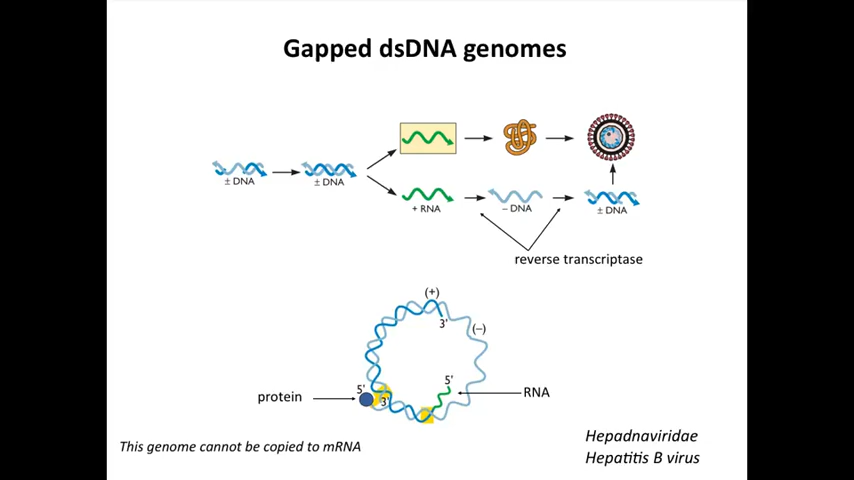 Gapped dsDNA genomes
± DNA
± DNA
+ RNA
− DNA
± DNA
reverse transcriptase
(+)
3'
(−)
5'
5'
3'
protein
RNA
This genome cannot be copied to mRNA
Hepadnaviridae
Hepatitis B virus